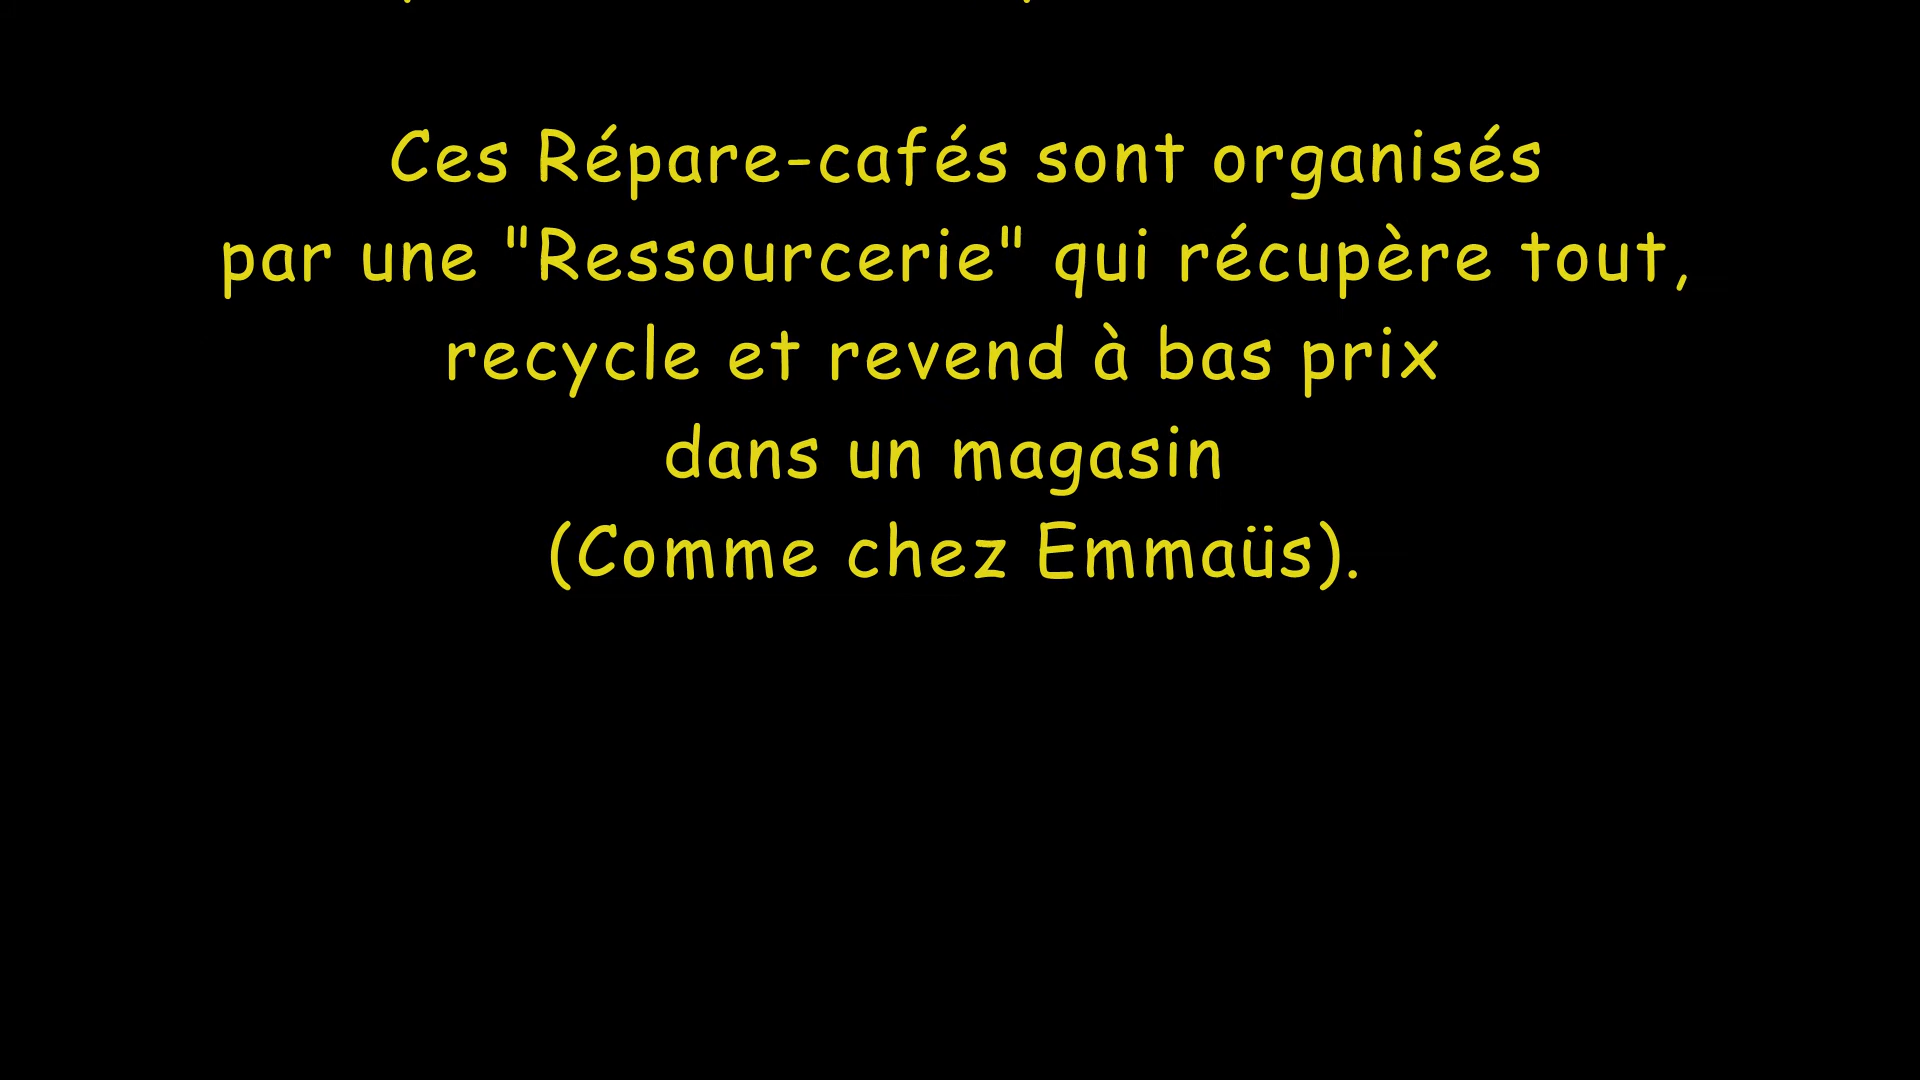 Ces Répare-cafés sont organisés
par une "Ressourcerie" qui récupère tout,
recycle et revend à bas prix
dans un magasin
(Comme chez Emmaüs).